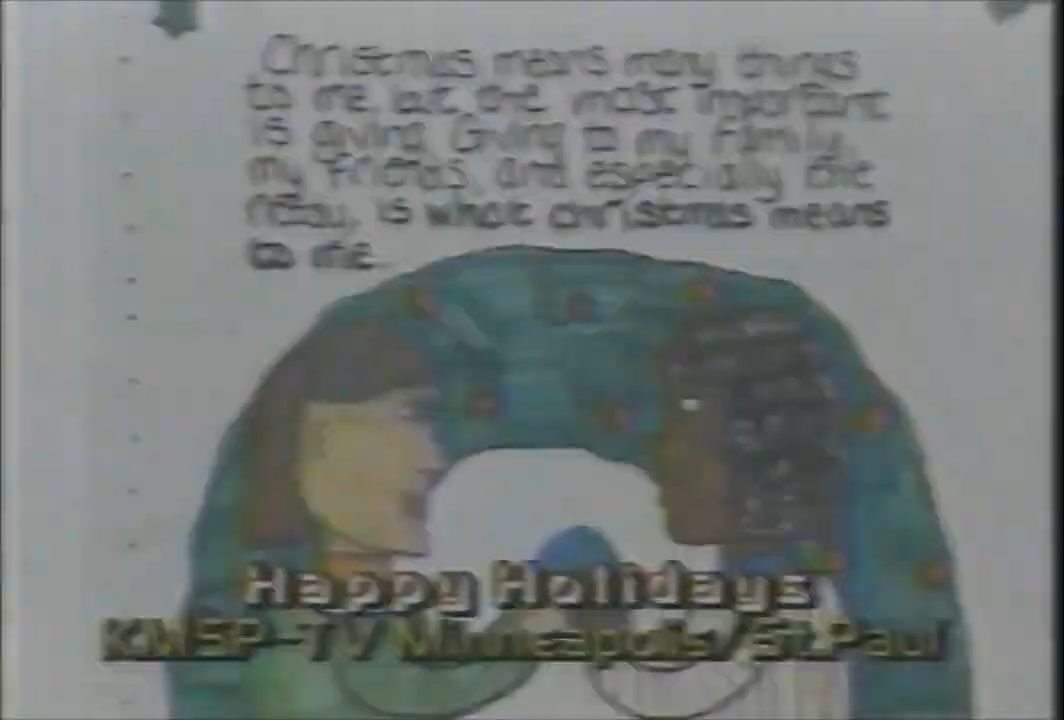 Christmas means many things
to me but the most important
is giving. Giving to my family,
my friends, and especially the
needy, is what christmas means
to me.
Happy Holidays
KMSP-TV Minneapolis/St.Paul